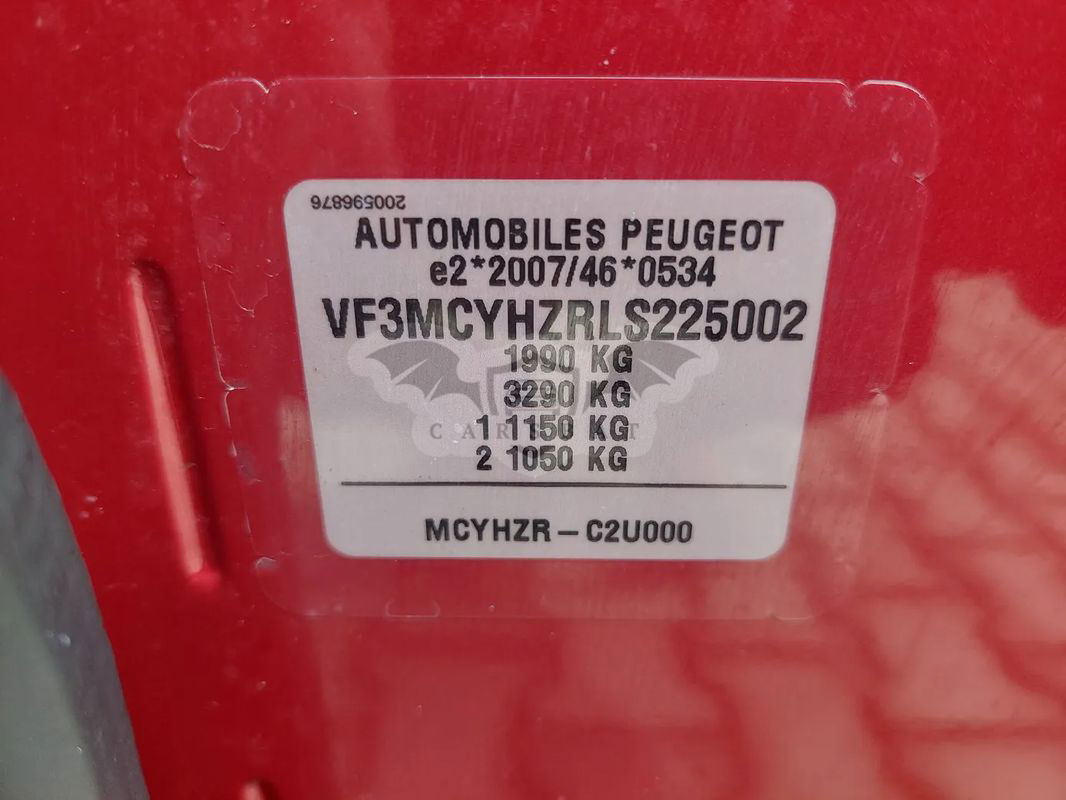 200596876
AUTOMOBILES PEUGEOT
e2*2007/46*0534
VF3MCYHZRLS225002
1990 KG
3290 KG
1 1150 KG
2 1050 KG
MCYHZR – C2U000